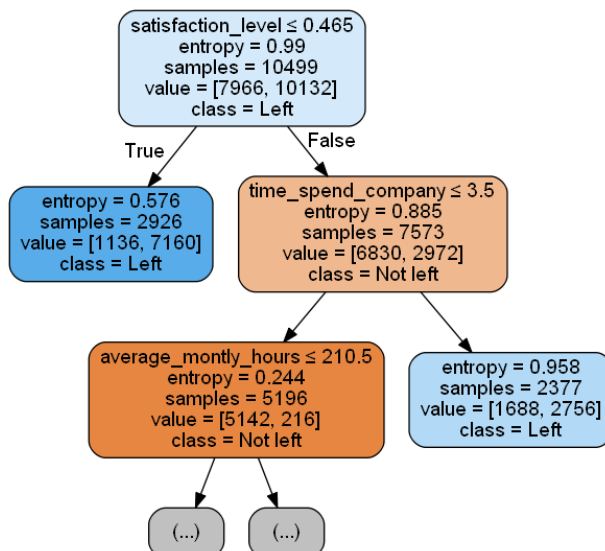 satisfaction_level ≤ 0.465
entropy = 0.99
samples = 10499
value = [7966, 10132]
class = Left
True
False
entropy = 0.576
samples = 2926
value = [1136, 7160]
class = Left
time_spend_company ≤ 3.5
entropy = 0.885
samples = 7573
value = [6830, 2972]
class = Not left
average_montly_hours ≤ 210.5
entropy = 0.244
samples = 5196
value = [5142, 216]
class = Not left
entropy = 0.958
samples = 2377
value = [1688, 2756]
class = Left
(...)
(...)